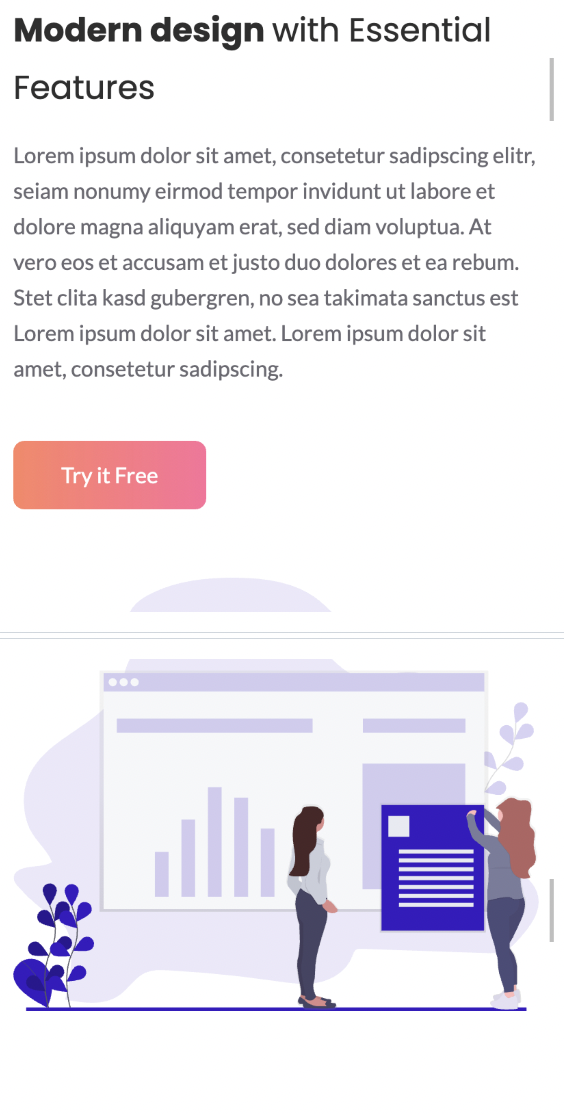 Modern design with Essential
Features
Lorem ipsum dolor sit amet, consetetur sadipscing elitr,
seiam nonumy eirmod tempor invidunt ut labore et
dolore magna aliquyam erat, sed diam voluptua. At
vero eos et accusam et justo duo dolores et ea rebum.
Stet clita kasd gubergren, no sea takimata sanctus est
Lorem ipsum dolor sit amet. Lorem ipsum dolor sit
amet, consetetur sadipscing.
Try it Free